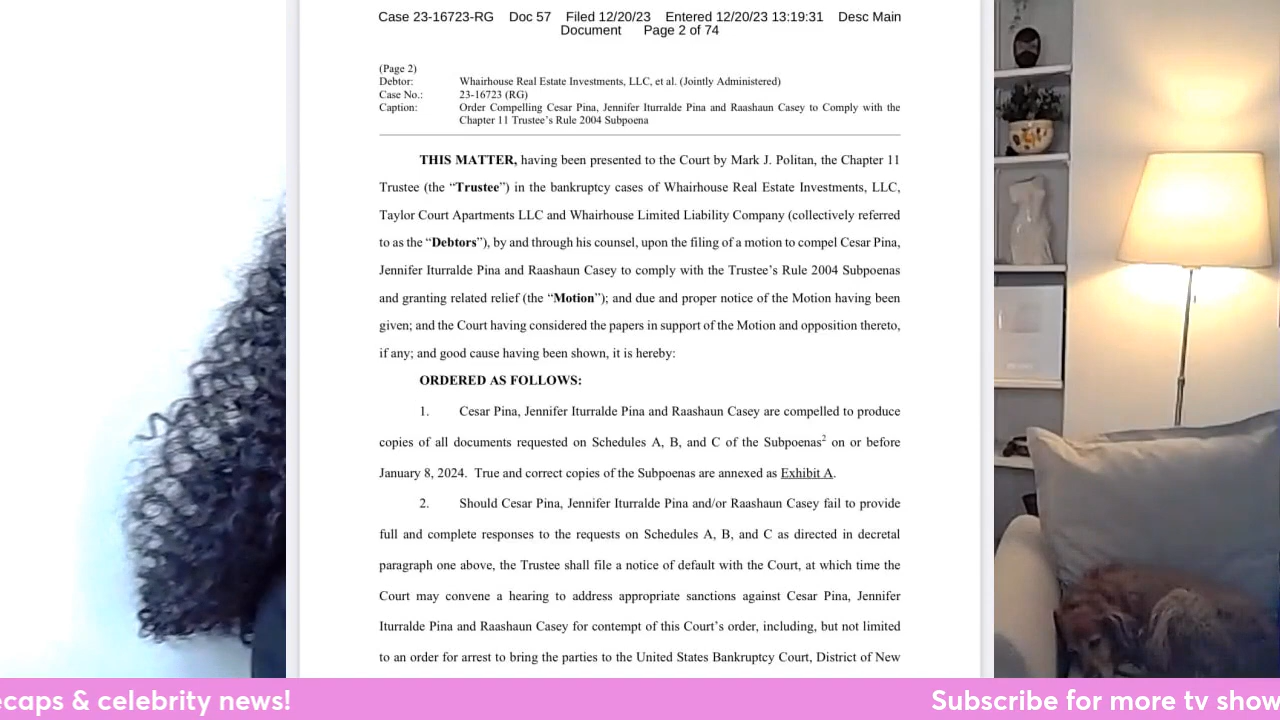 Case 23-16723-RG Doc 57 Filed 12/20/23 Entered 12/20/23 13:19:31 Desc Main
Document Page 2 of 74
(Page 2)
Debtor: Whairhouse Real Estate Investments, LLC, et al. (Jointly Administered)
Case No.: 23-16723 (RG)
Caption: Order Compelling Cesar Pina, Jennifer Iturralde Pina and Raashaun Casey to Comply with the
Chapter 11 Trustee's Rule 2004 Subpoena
THIS MATTER, having been presented to the Court by Mark J. Politan, the Chapter 11
Trustee (the “Trustee”) in the bankruptcy cases of Whairhouse Real Estate Investments, LLC,
Taylor Court Apartments LLC and Whairhouse Limited Liability Company (collectively referred
to as the “Debtors”), by and through his counsel, upon the filing of a motion to compel Cesar Pina,
Jennifer Iturralde Pina and Raashaun Casey to comply with the Trustee’s Rule 2004 Subpoenas
and granting related relief (the “Motion”); and due and proper notice of the Motion having been
given; and the Court having considered the papers in support of the Motion and opposition thereto,
if any; and good cause having been shown, it is hereby:
ORDERED AS FOLLOWS:
1. Cesar Pina, Jennifer Iturralde Pina and Raashaun Casey are compelled to produce
copies of all documents requested on Schedules A, B, and C of the Subpoenas2 on or before
January 8, 2024. True and correct copies of the Subpoenas are annexed as Exhibit A.
2. Should Cesar Pina, Jennifer Iturralde Pina and/or Raashaun Casey fail to provide
full and complete responses to the requests on Schedules A, B, and C as directed in decretal
paragraph one above, the Trustee shall file a notice of default with the Court, at which time the
Court may convene a hearing to address appropriate sanctions against Cesar Pina, Jennifer
Iturralde Pina and Raashaun Casey for contempt of this Court’s order, including, but not limited
to an order for arrest to bring the parties to the United States Bankruptcy Court, District of New
ecaps & celebrity news!
Subscribe for more tv show